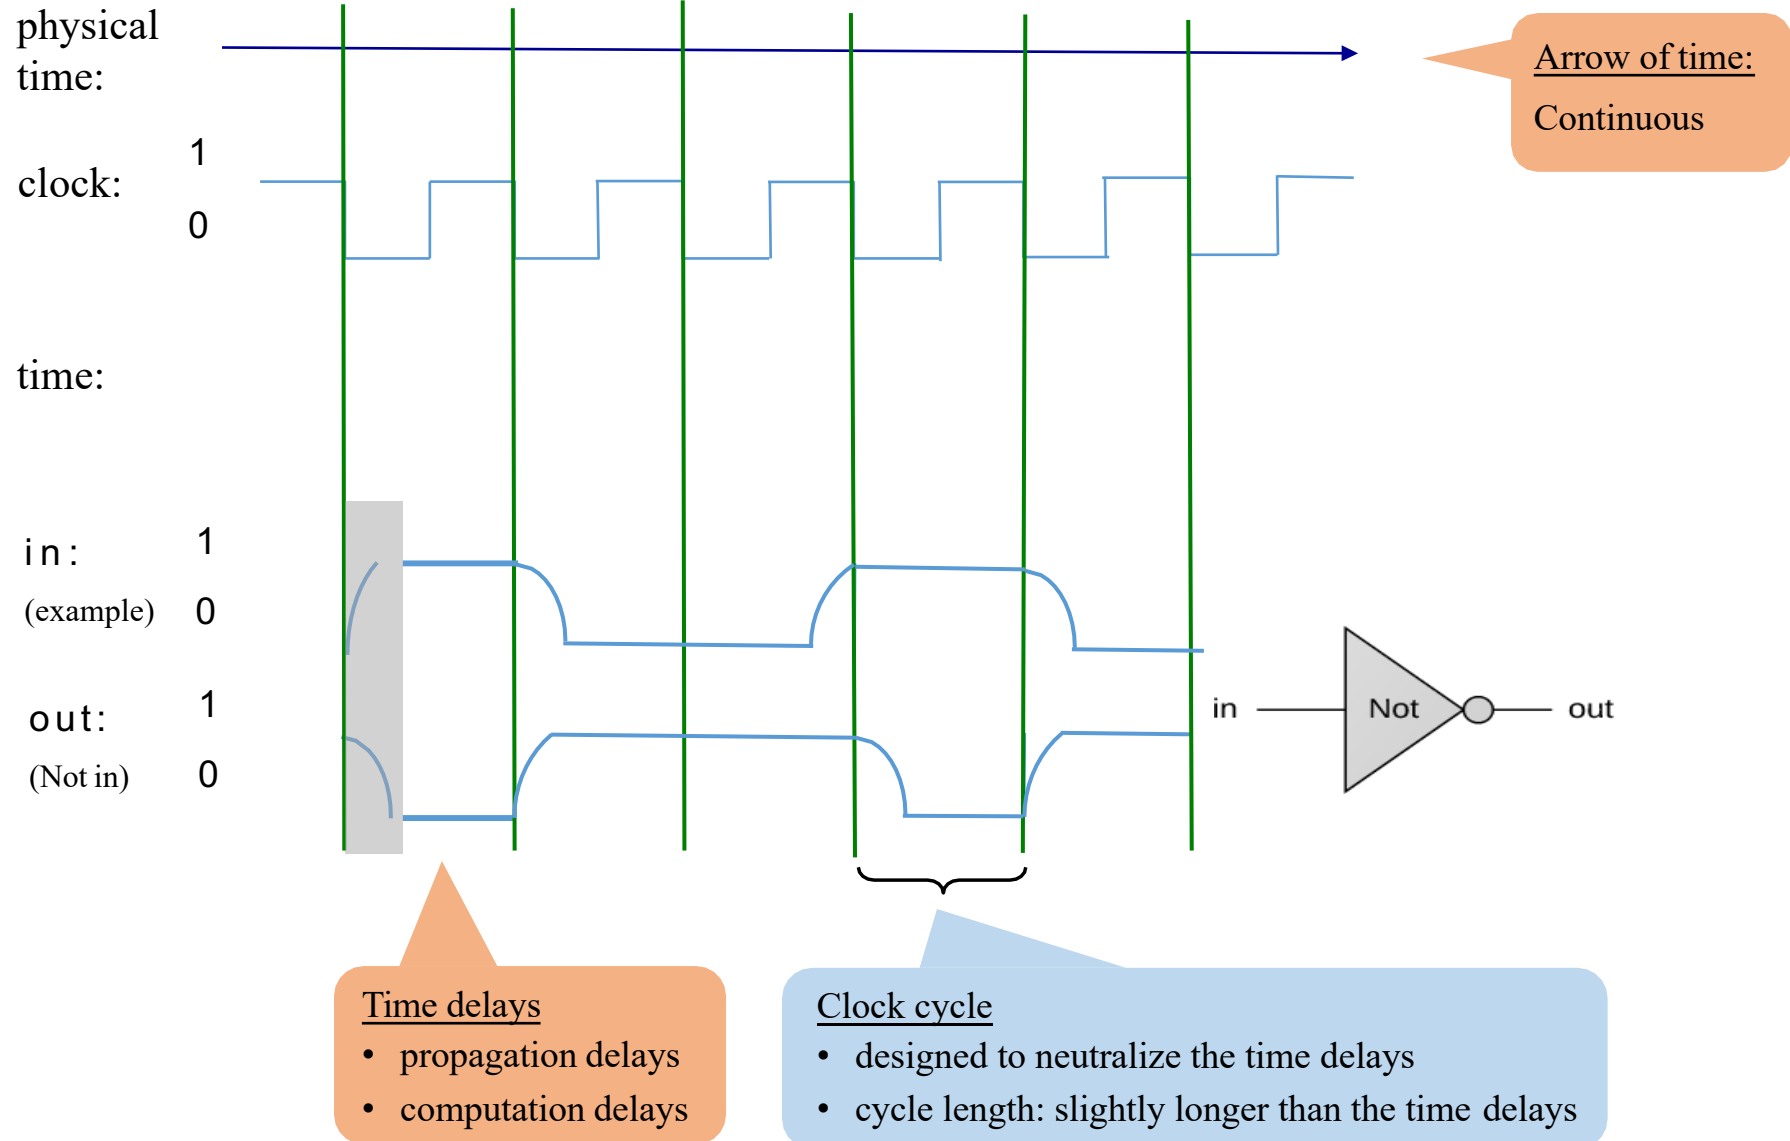 physical
time:
Arrow of time:
Continuous
1
clock:
0
time:
1
in:
(example)
0
1
out:
(Not in)
0
in
Not
out
Time delays
• propagation delays
• computation delays
Clock cycle
• designed to neutralize the time delays
• cycle length: slightly longer than the time delays